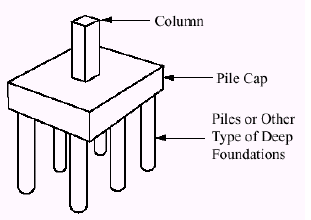 Column
Pile Cap
Piles or Other
Type of Deep
Foundations